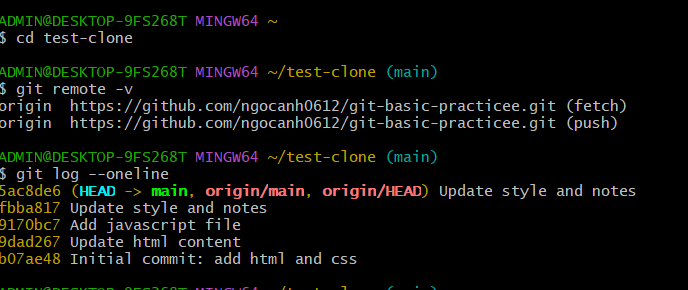 ADMIN@DESKTOP-9FS268T MINGW64 ~
$ cd test-clone
ADMIN@DESKTOP-9FS268T MINGW64 ~/test-clone (main)
$ git remote -v
origin  https://github.com/ngocanh0612/git-basic-practicee.git (fetch)
origin  https://github.com/ngocanh0612/git-basic-practicee.git (push)
ADMIN@DESKTOP-9FS268T MINGW64 ~/test-clone (main)
$ git log --oneline
5ac8de6 (HEAD -> main, origin/main, origin/HEAD) Update style and notes
fbba817 Update style and notes
9170bc7 Add javascript file
9dad267 Update html content
b07ae48 Initial commit: add html and css